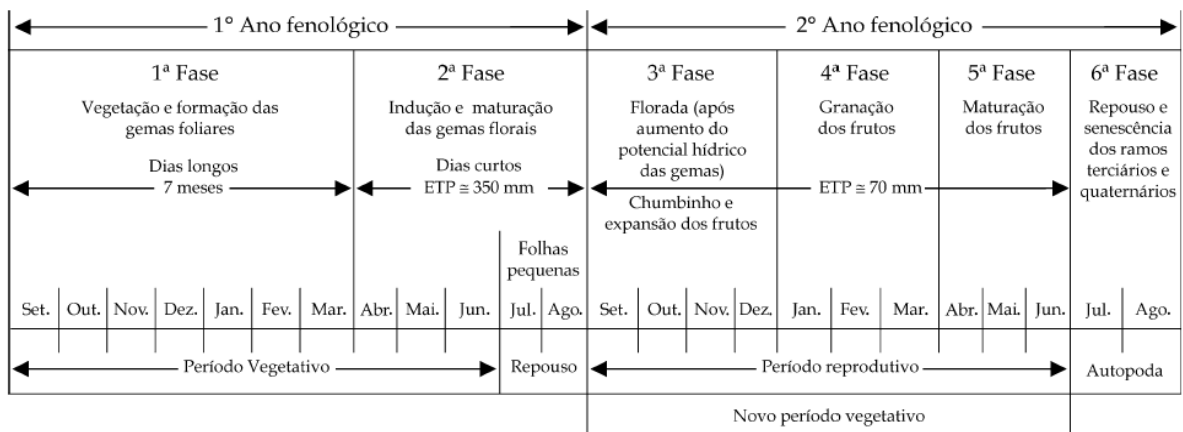 1° Ano fenológico
2° Ano fenológico
1ª Fase
Vegetação e formação das
gemas foliares
Dias longos
7 meses
2ª Fase
Indução e maturação
das gemas florais
Dias curtos
ETP ≅ 350 mm
Folhas
pequenas
3ª Fase
Florada (após
aumento do
potencial hídrico
das gemas)
Chumbinho e
expansão dos frutos
4ª Fase
Granação
dos frutos
ETP ≅ 70 mm
5ª Fase
Maturação
dos frutos
6ª Fase
Repouso e
senescência
dos ramos
terciários e
quaternários
Set. Out. Nov. Dez. Jan. Fev. Mar. Abr. Mai. Jun. Jul. Ago. Set. Out. Nov. Dez. Jan. Fev. Mar. Abr. Mai. Jun. Jul. Ago.
Período Vegetativo
Repouso
Período reprodutivo
Autopoda
Novo período vegetativo